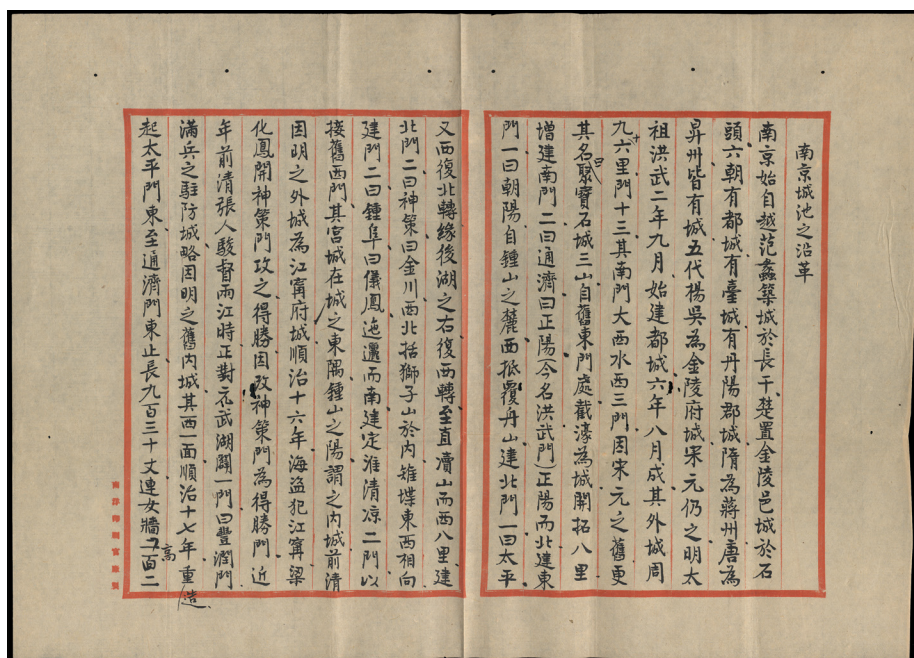 南京城池之沿革
南京始自越范蠡築城於長干楚置金陵邑城於石
頭六朝有都城有臺城有丹陽郡城隋為蔣州唐為
昇州皆有城五代楊吳為金陵府城宋元仍之明太
祖洪武二年九月始建都城六年八月成其外城周
九十六里門十三其南門大西水西三門因宋元之舊更
其名曰聚寶石城三山自舊東門處截濠為城開拓八里
增建南門二曰通濟曰正陽(今名洪武門)正陽而北建東
門一曰朝陽自鍾山之麓西抵覆舟山建北門一曰太平
又西復北轉緣後湖之右復西轉至直瀆山而西八里建
北門二曰神策曰金川西北括獅子山於內雉堞東西相向
建門二曰鍾阜曰儀鳳迤邐而南建定淮清涼二門以
接舊西門其宮城在城之東隅鍾山之陽謂之內城前清
因明之外城為江甯府城順治十六年海盜犯江甯梁
化鳳開神策門攻之得勝因改神策門為得勝門近
年前清張人駿督兩江時正對元武湖闢一門曰豐潤門
滿兵之駐防城略因明之舊內城其西一面順治十七年重造
起太平門東至通濟門東止長九百三十丈連女牆高二